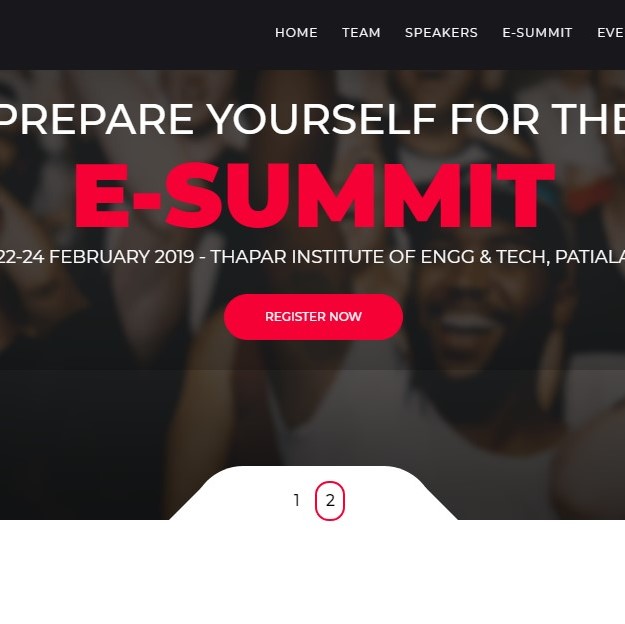 HOME TEAM SPEAKERS E-SUMMIT EVE
PREPARE YOURSELF FOR THE
E-SUMMIT
22-24 FEBRUARY 2019 - THAPAR INSTITUTE OF ENGG & TECH, PATIALA
REGISTER NOW
1 2